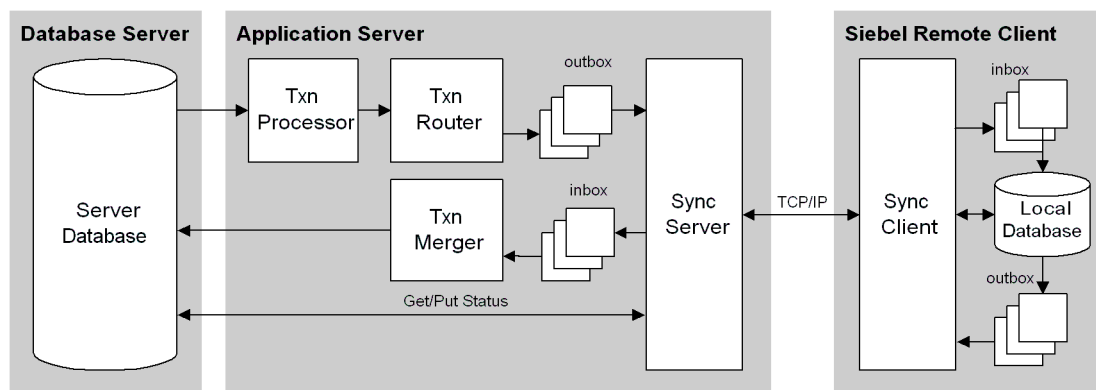 Database Server
Application Server
Siebel Remote Client
Txn
Processor
Txn
Router
outbox
inbox
Server
Database
Txn
Merger
inbox
Sync
Server
TCP/IP
Sync
Client
Local
Database
outbox
Get/Put Status